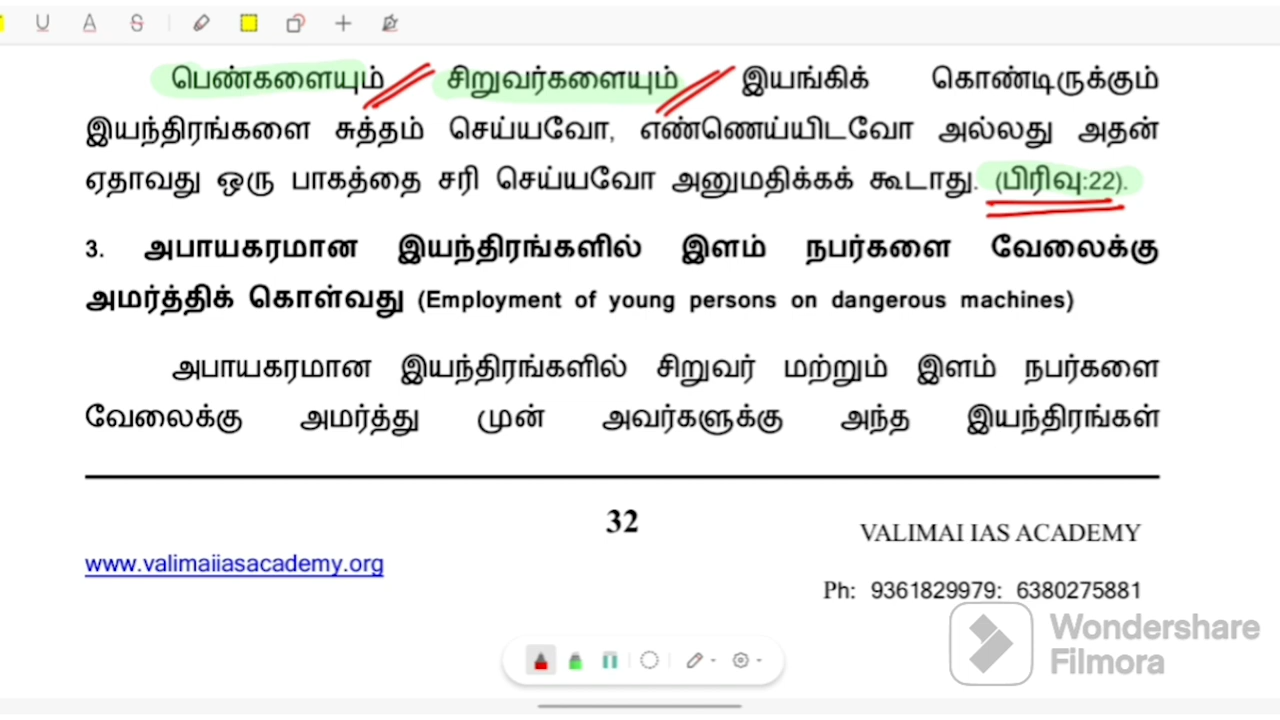 பெண்களையும் சிறுவர்களையும் இயங்கிக் கொண்டிருக்கும்
இயந்திரங்களை சுத்தம் செய்யவோ, எண்ணெய்யிடவோ அல்லது அதன்
ஏதாவது ஒரு பாகத்தை சரி செய்யவோ அனுமதிக்கக் கூடாது. (பிரிவு:22).
3. அபாயகரமான இயந்திரங்களில் இளம் நபர்களை வேலைக்கு
அமர்த்திக் கொள்வது (Employment of young persons on dangerous machines)
அபாயகரமான இயந்திரங்களில் சிறுவர் மற்றும் இளம் நபர்களை
வேலைக்கு அமர்த்து முன் அவர்களுக்கு அந்த இயந்திரங்கள்
32
VALIMAI IAS ACADEMY
www.valimaiiasacademy.org
Ph: 9361829979: 6380275881
Wondershare
Filmora